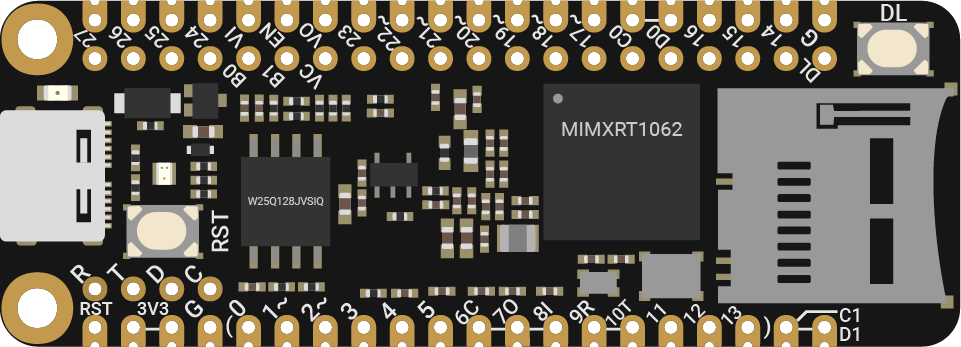 27 26 25 24 VI EN VO 23 22~ 21~ 20~ 19~ 18~ 17~ C0 D0 16 15 14 G DL
B0 B1 VC DL
MIMXRT1062
W25Q128JVSIQ
RST
R T D C
RST 3V3 G (0 1~ 2~ 3 4 5 6C 7O 8I 9R 10T 11 12 13 ) C1
D1